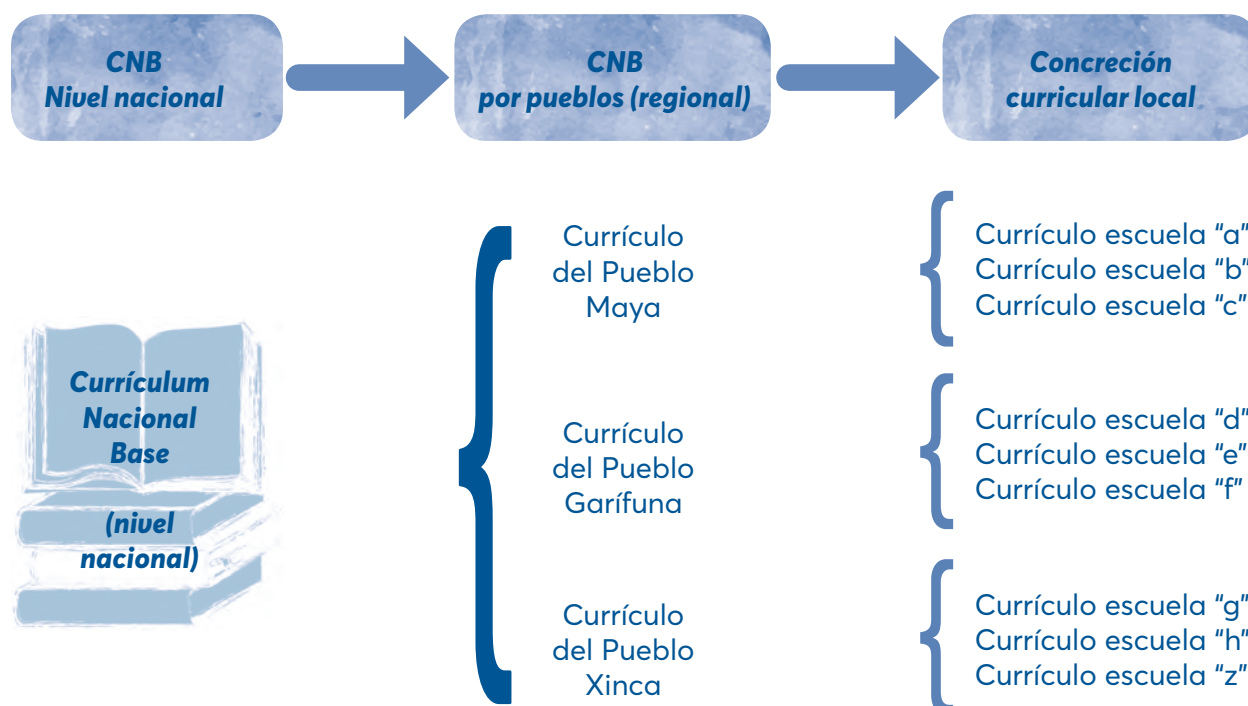 CNB
Nivel nacional
CNB
por pueblos (regional)
Concreción
curricular local
Currículum
Nacional
Base
(nivel
nacional)
Currículo
del Pueblo
Maya
Currículo
del Pueblo
Garífuna
Currículo
del Pueblo
Xinca
Currículo escuela “a”
Currículo escuela “b”
Currículo escuela “c”
Currículo escuela “d”
Currículo escuela “e”
Currículo escuela “f”
Currículo escuela “g”
Currículo escuela “h”
Currículo escuela “z”